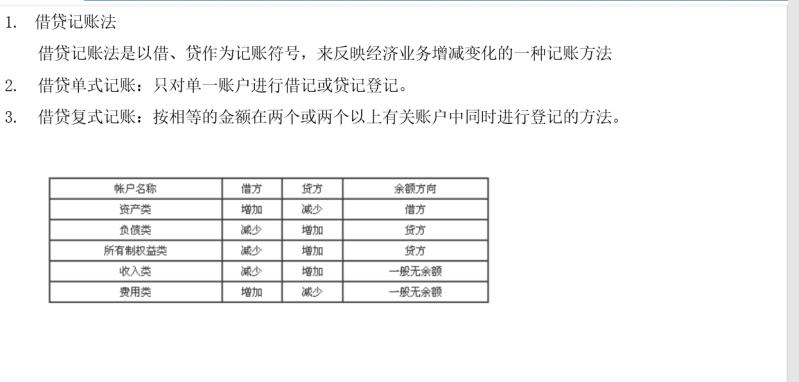 1. 借贷记账法
借贷记账法是以借、贷作为记账符号，来反映经济业务增减变化的一种记账方法
2. 借贷单式记账：只对单一账户进行借记或贷记登记。
3. 借贷复式记账：按相等的金额在两个或两个以上有关账户中同时进行登记的方法。
帐户名称 借方 贷方 余额方向
资产类 增加 减少 借方
负债类 减少 增加 贷方
所有制权益类 减少 增加 贷方
收入类 减少 增加 一般无余额
费用类 增加 减少 一般无余额